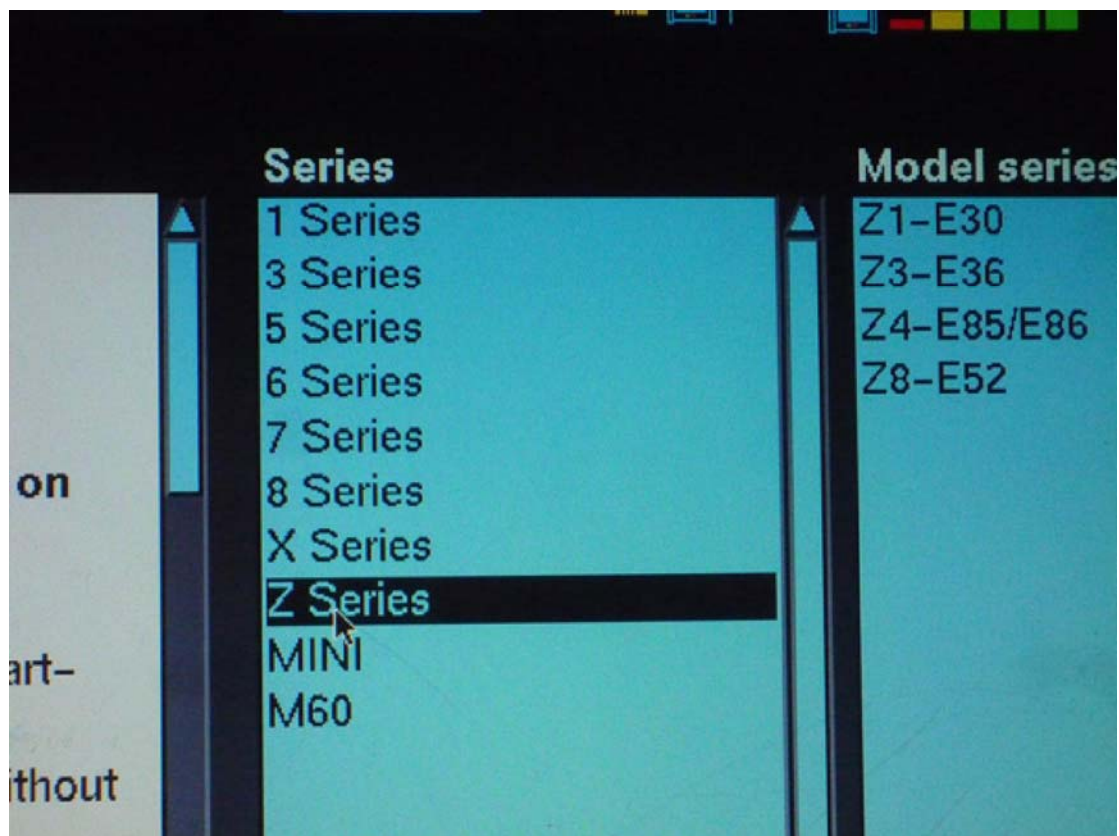 on
art–
ithout
Series
1 Series
3 Series
5 Series
6 Series
7 Series
8 Series
X Series
Z Series
MINI
M60
Model series
Z1–E30
Z3–E36
Z4–E85/E86
Z8–E52